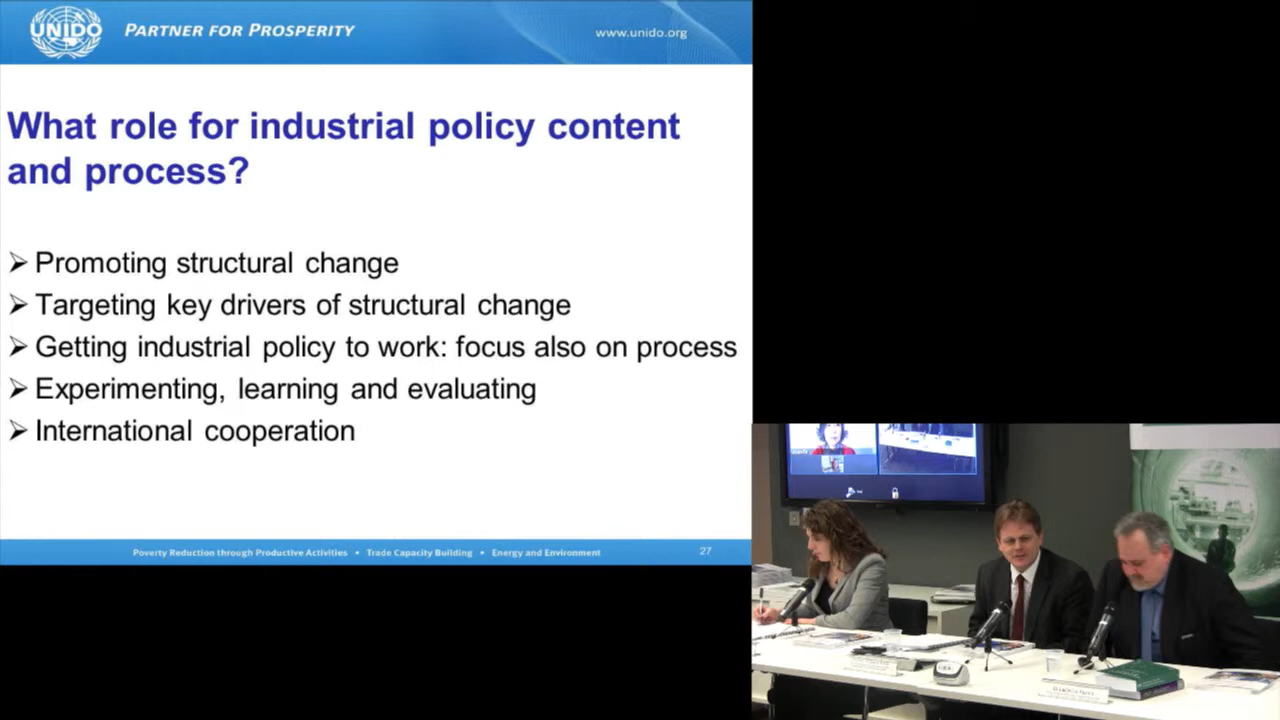 UNIDO
PARTNER FOR PROSPERITY
www.unido.org
What role for industrial policy content
and process?
Promoting structural change
Targeting key drivers of structural change
Getting industrial policy to work: focus also on process
Experimenting, learning and evaluating
International cooperation
Poverty Reduction through Productive Activities • Trade Capacity Building • Energy and Environment
27